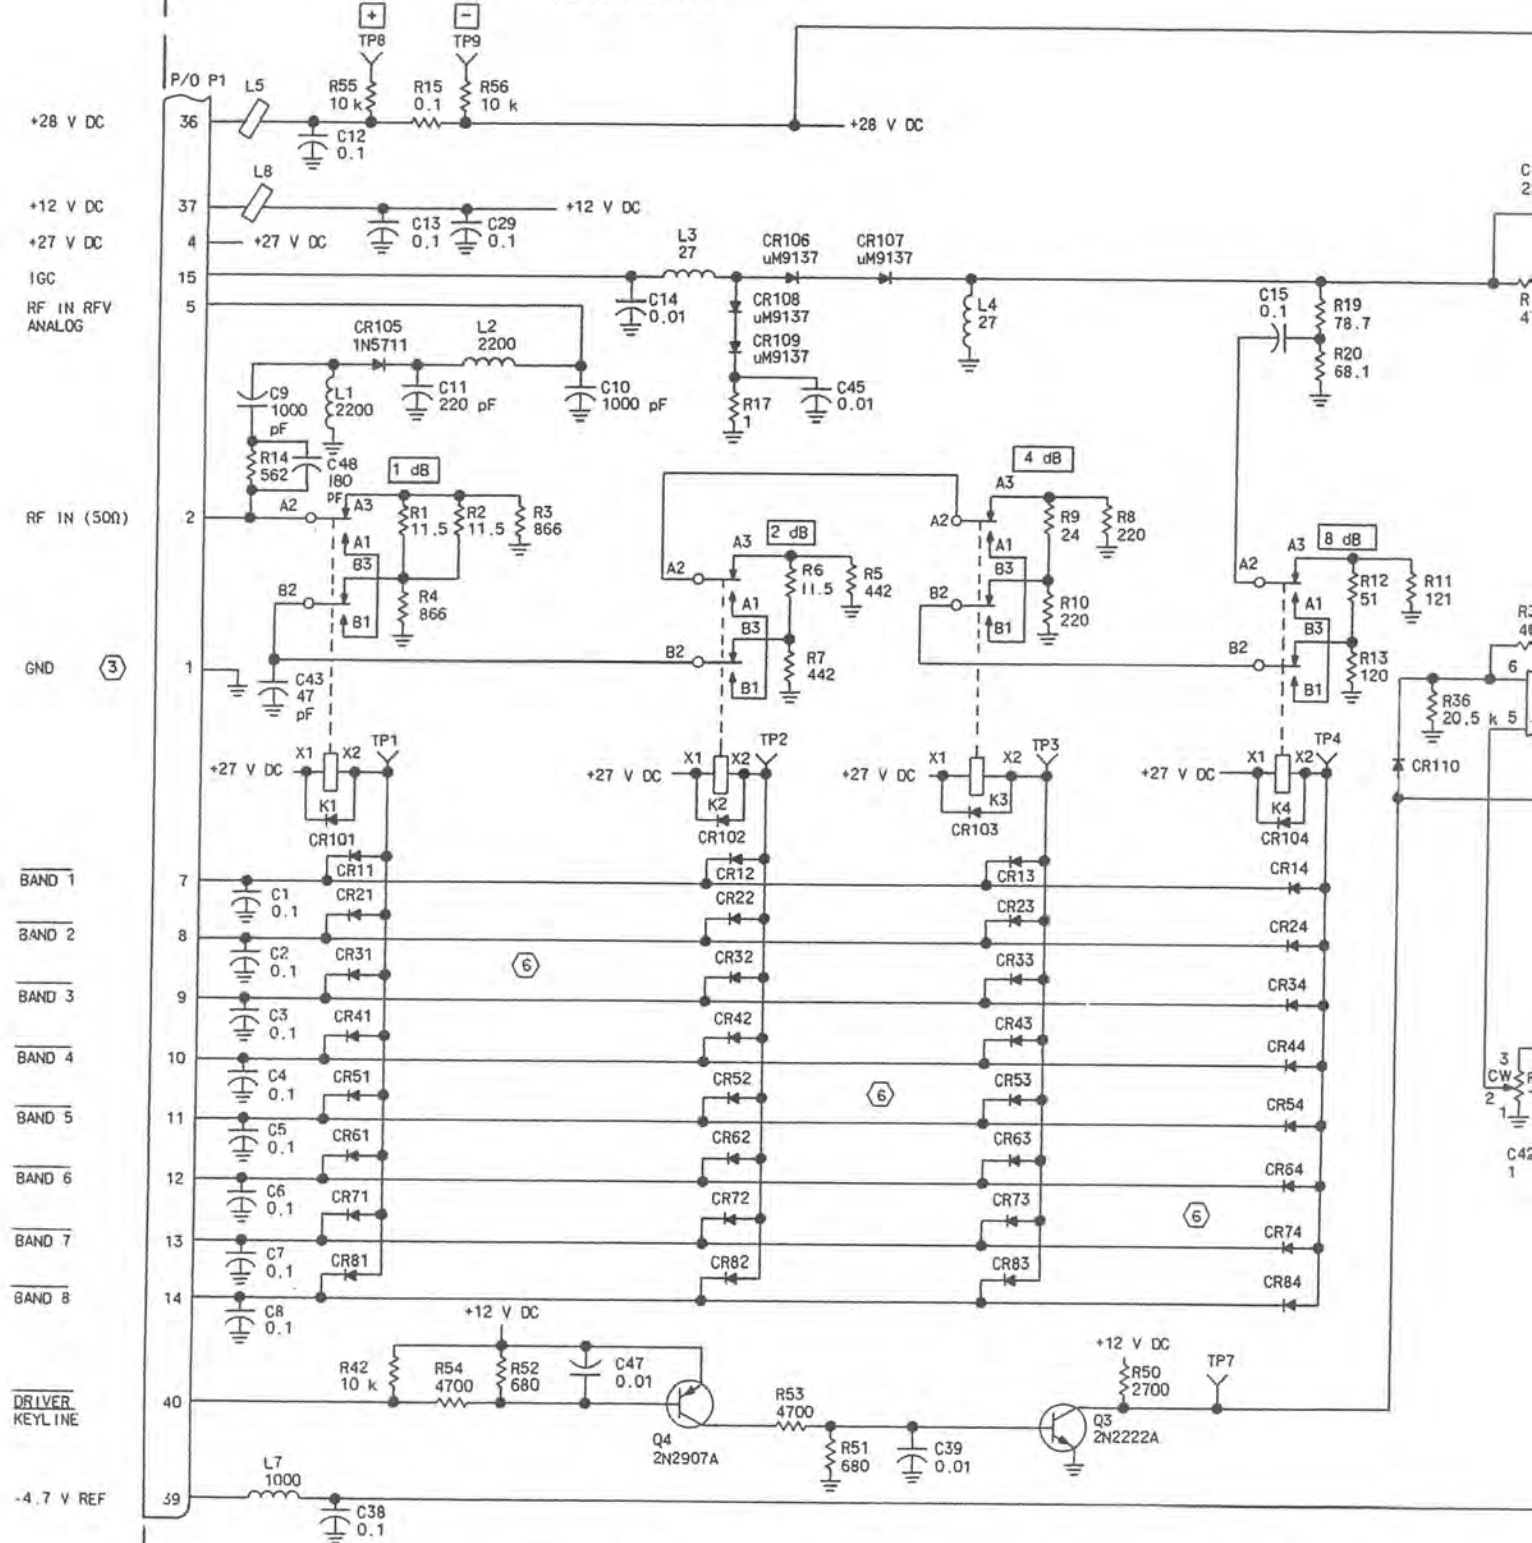 + -
TP8 TP9
P/O P1
L5
R55 10 k
R15 0.1
R56 10 k
+28 V DC 36
C12 0.1
+28 V DC
L8
+12 V DC 37
C13 0.1
C29 0.1
+12 V DC
+27 V DC 4
+27 V DC
IGC 15
L3 27
CR106 uM9137
CR107 uM9137
RF IN RFV ANALOG 5
C14 0.01
CR108 uM9137
CR109 uM9137
L4 27
C15 0.1
R19 78.7
R20 68.1
CR105 1N5711
L2 2200
C9 1000 pF
L1 2200
C11 220 pF
C10 1000 pF
R17 1
C45 0.01
R14 562
C48 180 PF
1 dB
4 dB
RF IN (50Ω) 2
A2 A3 A1 B3 B2 B1
R1 11.5
R2 11.5
R3 866
R4 866
2 dB
A2 A3 A1 B3 B2 B1
R6 11.5
R5 442
R7 442
A2 A3 A1 B3 B2 B1
R9 24
R8 220
R10 220
8 dB
A2 A3 A1 B3 B2 B1
R12 51
R11 121
R13 120
GND 3 1
C43 47 pF
R36 20.5 k
6
5
CR110
+27 V DC X1 X2 TP1
K1
CR101
+27 V DC X1 X2 TP2
K2
CR102
+27 V DC X1 X2 TP3
K3
CR103
+27 V DC X1 X2 TP4
K4
CR104
BAND 1 7
C1 0.1
CR11 CR12 CR13 CR14
BAND 2 8
C2 0.1
CR21 CR22 CR23 CR24
6
BAND 3 9
C3 0.1
CR31 CR32 CR33 CR34
BAND 4 10
C4 0.1
CR41 CR42 CR43 CR44
6
BAND 5 11
C5 0.1
CR51 CR52 CR53 CR54
BAND 6 12
C6 0.1
CR61 CR62 CR63 CR64
6
BAND 7 13
C7 0.1
CR71 CR72 CR73 CR74
BAND 8 14
C8 0.1
CR81 CR82 CR83 CR84
3
CW
2
1
C42
1
+12 V DC
R42 10 k
R54 4700
R52 680
C47 0.01
DRIVER KEYLINE 40
Q4 2N2907A
R53 4700
R51 680
C39 0.01
+12 V DC
R50 2700
TP7
Q3 2N2222A
L7 1000
-4.7 V REF 39
C38 0.1